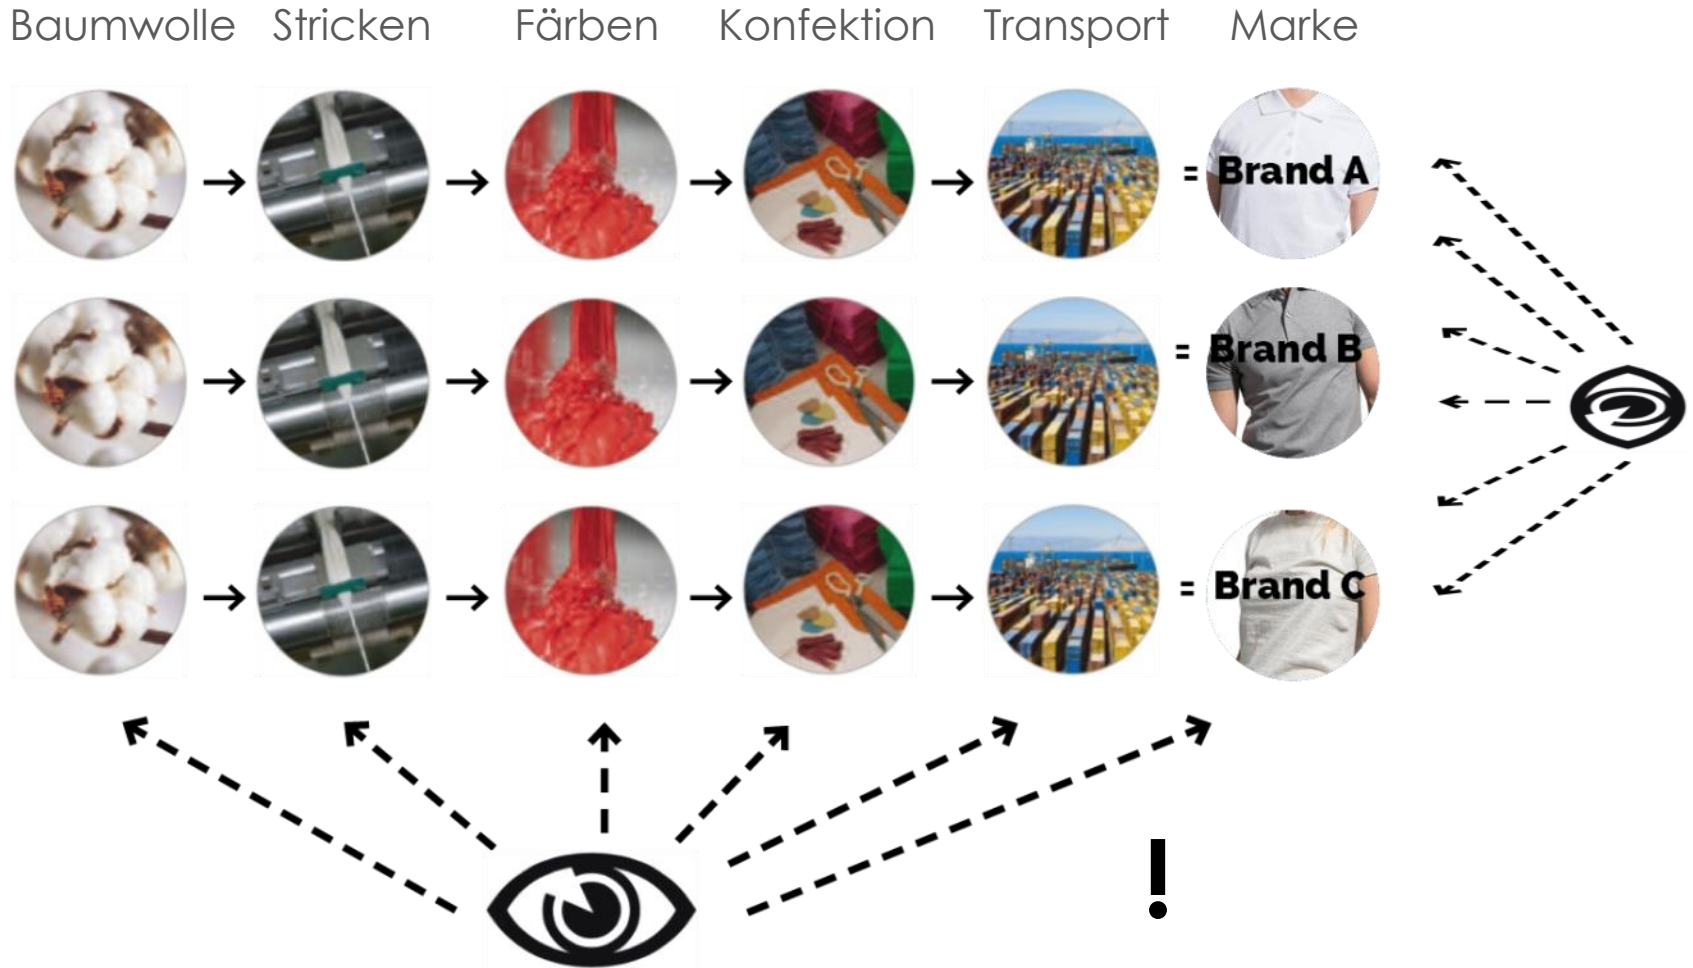 Baumwolle Stricken Färben Konfektion Transport Marke
= Brand A
= Brand B
= Brand C
!